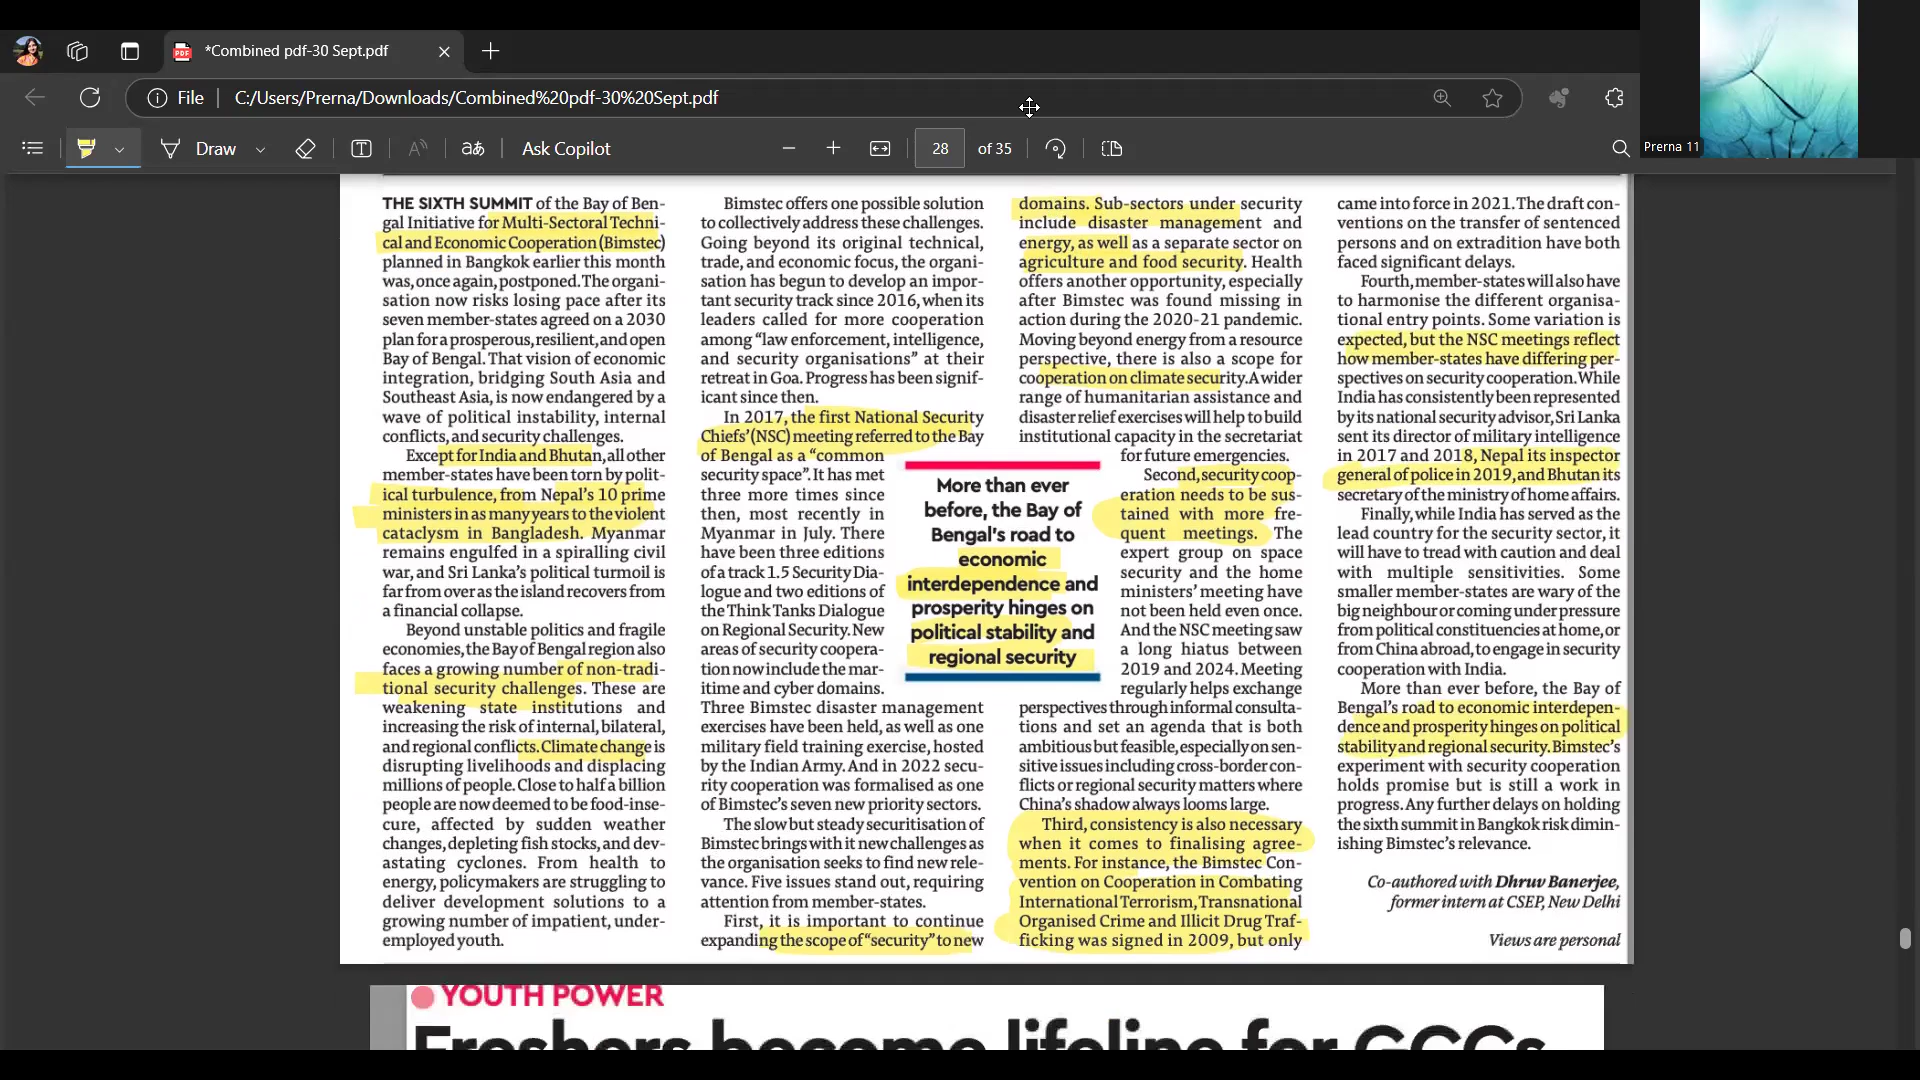 *Combined pdf-30 Sept.pdf
File
C:/Users/Prerna/Downloads/Combined%20pdf-30%20Sept.pdf
Draw
Ask Copilot
28 of 35
Prerna 11
THE SIXTH SUMMIT of the Bay of Ben-
gal Initiative for Multi-Sectoral Techni-
cal and Economic Cooperation (Bimstec)
planned in Bangkok earlier this month
was, once again, postponed. The organi-
sation now risks losing pace after its
seven member-states agreed on a 2030
plan for a prosperous, resilient, and open
Bay of Bengal. That vision of economic
integration, bridging South Asia and
Southeast Asia, is now endangered by a
wave of political instability, internal
conflicts, and security challenges.
Except for India and Bhutan, all other
member-states have been torn by polit-
ical turbulence, from Nepal's 10 prime
ministers in as many years to the violent
cataclysm in Bangladesh. Myanmar
remains engulfed in a spiralling civil
war, and Sri Lanka's political turmoil is
far from over as the island recovers from
a financial collapse.
Beyond unstable politics and fragile
economies, the Bay of Bengal region also
faces a growing number of non-tradi-
tional security challenges. These are
weakening state institutions and
increasing the risk of internal, bilateral,
and regional conflicts. Climate change is
disrupting livelihoods and displacing
millions of people. Close to half a billion
people are now deemed to be food-inse-
cure, affected by sudden weather
changes, depleting fish stocks, and dev-
astating cyclones. From health to
energy, policymakers are struggling to
deliver development solutions to a
growing number of impatient, under-
employed youth.
Bimstec offers one possible solution
to collectively address these challenges.
Going beyond its original technical,
trade, and economic focus, the organi-
sation has begun to develop an impor-
tant security track since 2016, when its
leaders called for more cooperation
among "law enforcement, intelligence,
and security organisations" at their
retreat in Goa. Progress has been signif-
icant since then.
In 2017, the first National Security
Chiefs' (NSC) meeting referred to the Bay
of Bengal as a "common
security space". It has met
three more times since
then, most recently in
Myanmar in July. There
have been three editions
of a track 1.5 Security Dia-
logue and two editions of
the Think Tanks Dialogue
on Regional Security. New
areas of security coopera-
tion now include the mar-
itime and cyber domains.
Three Bimstec disaster management
exercises have been held, as well as one
military field training exercise, hosted
by the Indian Army. And in 2022 secu-
rity cooperation was formalised as one
of Bimstec's seven new priority sectors.
The slow but steady securitisation of
Bimstec brings with it new challenges as
the organisation seeks to find new rele-
vance. Five issues stand out, requiring
attention from member-states.
First, it is important to continue
expanding the scope of "security" to new
More than ever
before, the Bay of
Bengal's road to
economic
interdependence and
prosperity hinges on
political stability and
regional security
domains. Sub-sectors under security
include disaster management and
energy, as well as a separate sector on
agriculture and food security. Health
offers another opportunity, especially
after Bimstec was found missing in
action during the 2020-21 pandemic.
Moving beyond energy from a resource
perspective, there is also a scope for
cooperation on climate security. A wider
range of humanitarian assistance and
disaster relief exercises will help to build
institutional capacity in the secretariat
for future emergencies.
Second, security coop-
eration needs to be sus-
tained with more fre-
quent meetings. The
expert group on space
security and the home
ministers' meeting have
not been held even once.
And the NSC meeting saw
a long hiatus between
2019 and 2024. Meeting
regularly helps exchange
perspectives through informal consulta-
tions and set an agenda that is both
ambitious but feasible, especially on sen-
sitive issues including cross-border con-
flicts or regional security matters where
China's shadow always looms large.
Third, consistency is also necessary
when it comes to finalising agree-
ments. For instance, the Bimstec Con-
vention on Cooperation in Combating
International Terrorism, Transnational
Organised Crime and Illicit Drug Traf-
ficking was signed in 2009, but only
came into force in 2021. The draft con-
ventions on the transfer of sentenced
persons and on extradition have both
faced significant delays.
Fourth, member-states will also have
to harmonise the different organisa-
tional entry points. Some variation is
expected, but the NSC meetings reflect
how member-states have differing per-
spectives on security cooperation. While
India has consistently been represented
by its national security advisor, Sri Lanka
sent its director of military intelligence
in 2017 and 2018, Nepal its inspector
general of police in 2019, and Bhutan its
secretary of the ministry of home affairs.
Finally, while India has served as the
lead country for the security sector, it
will have to tread with caution and deal
with multiple sensitivities. Some
smaller member-states are wary of the
big neighbour or coming under pressure
from political constituencies at home, or
from China abroad, to engage in security
cooperation with India.
More than ever before, the Bay of
Bengal's road to economic interdepen-
dence and prosperity hinges on political
stability and regional security. Bimstec's
experiment with security cooperation
holds promise but is still a work in
progress. Any further delays on holding
the sixth summit in Bangkok risk dimin-
ishing Bimstec's relevance.
Co-authored with Dhruv Banerjee,
former intern at CSEP, New Delhi
Views are personal
YOUTH POWER
Freshers become lifeline for GCCs